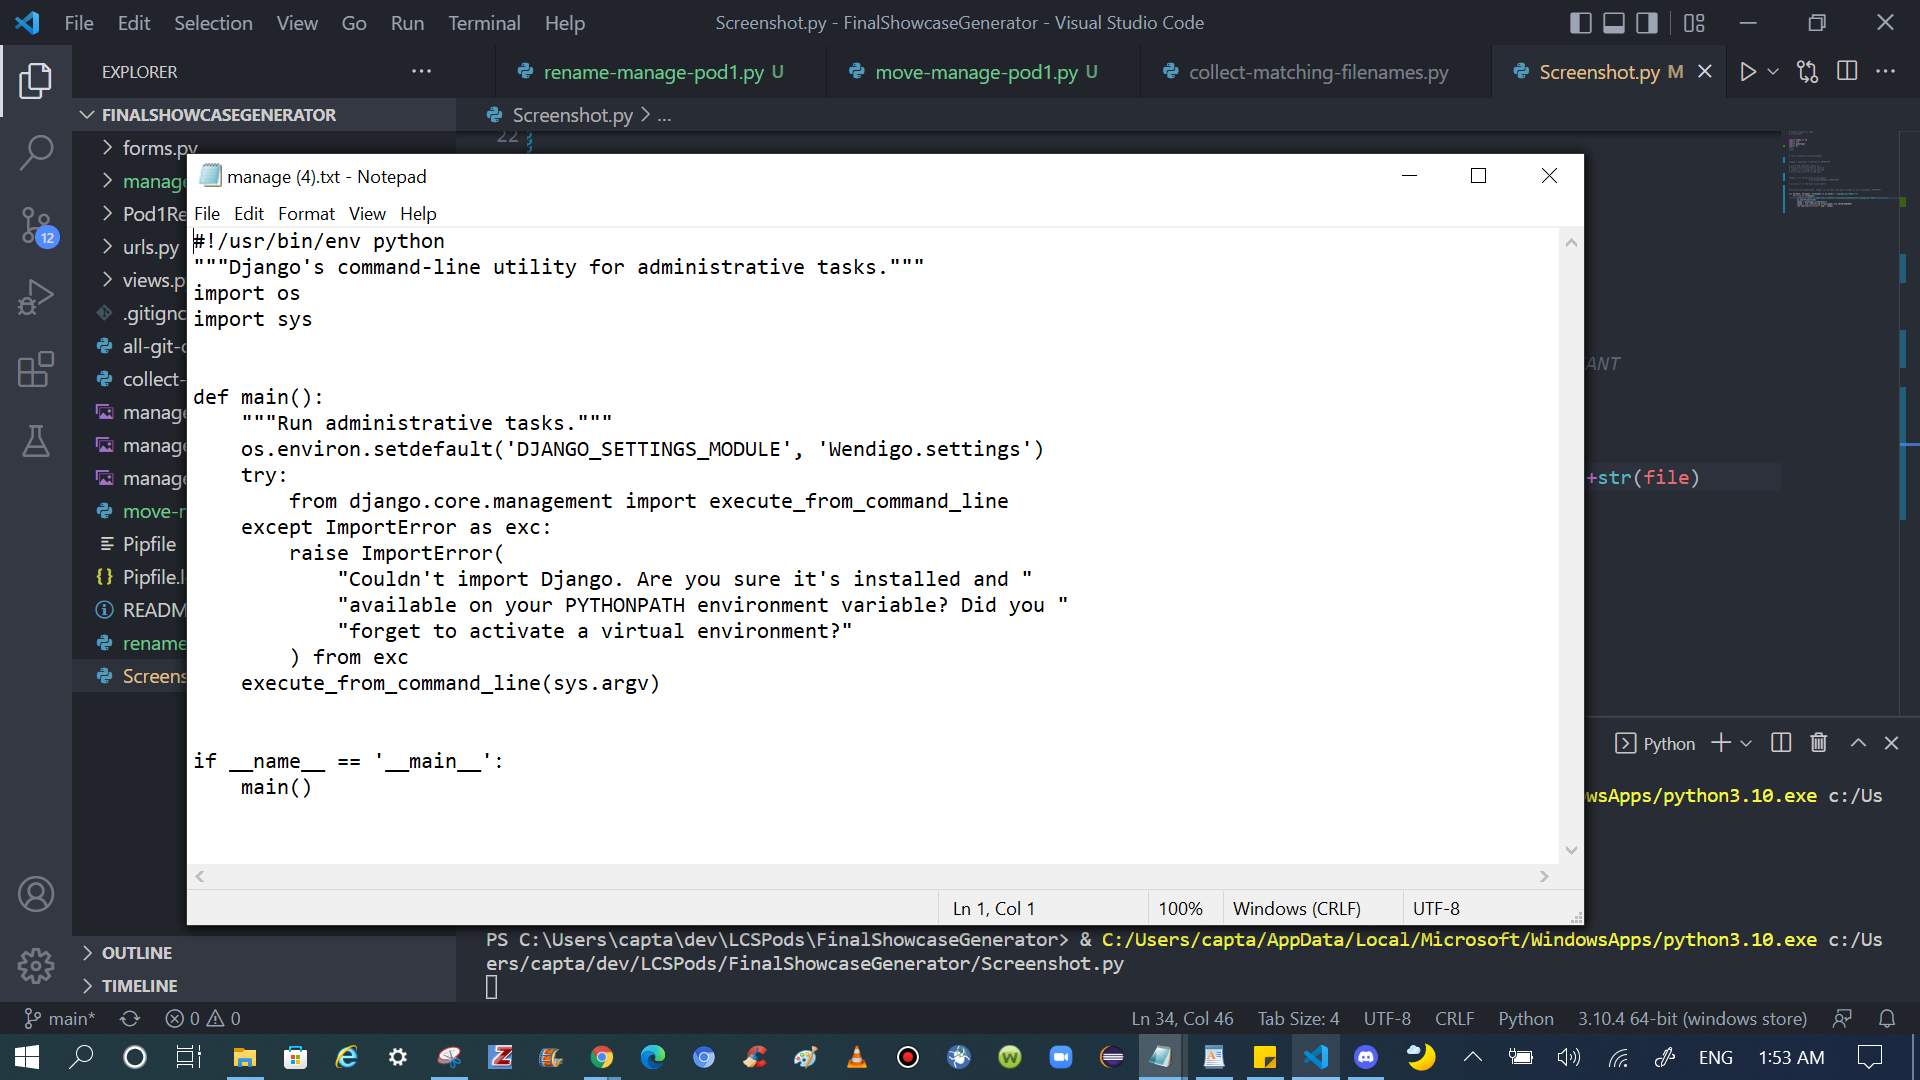 File Edit Selection View Go Run Terminal Help
Screenshot.py - FinalShowcaseGenerator - Visual Studio Code
EXPLORER
rename-manage-pod1.py U
move-manage-pod1.py U
collect-matching-filenames.py
Screenshot.py M
FINALSHOWCASEGENERATOR
Screenshot.py > ...
22
forms.py
manage
Pod1Re
urls.py
views.p
.gitigno
all-git-
collect-
manage
manage
manage
move-
Pipfile
Pipfile.l
READM
rename
Screens
manage (4).txt - Notepad
File Edit Format View Help
#!/usr/bin/env python
"""Django's command-line utility for administrative tasks."""
import os
import sys
def main():
"""Run administrative tasks."""
os.environ.setdefault('DJANGO_SETTINGS_MODULE', 'Wendigo.settings')
try:
from django.core.management import execute_from_command_line
except ImportError as exc:
raise ImportError(
"Couldn't import Django. Are you sure it's installed and "
"available on your PYTHONPATH environment variable? Did you "
"forget to activate a virtual environment?"
) from exc
execute_from_command_line(sys.argv)
if __name__ == '__main__':
main()
Ln 1, Col 1
100%
Windows (CRLF)
UTF-8
ANT
+str(file)
Python
wsApps/python3.10.exe c:/Us
PS C:\Users\capta\dev\LCSPods\FinalShowcaseGenerator> & C:/Users/capta/AppData/Local/Microsoft/WindowsApps/python3.10.exe c:/Us
ers/capta/dev/LCSPods/FinalShowcaseGenerator/Screenshot.py
12
OUTLINE
TIMELINE
main* 0 0
Ln 34, Col 46 Tab Size: 4 UTF-8 CRLF Python 3.10.4 64-bit (windows store)
ENG 1:53 AM